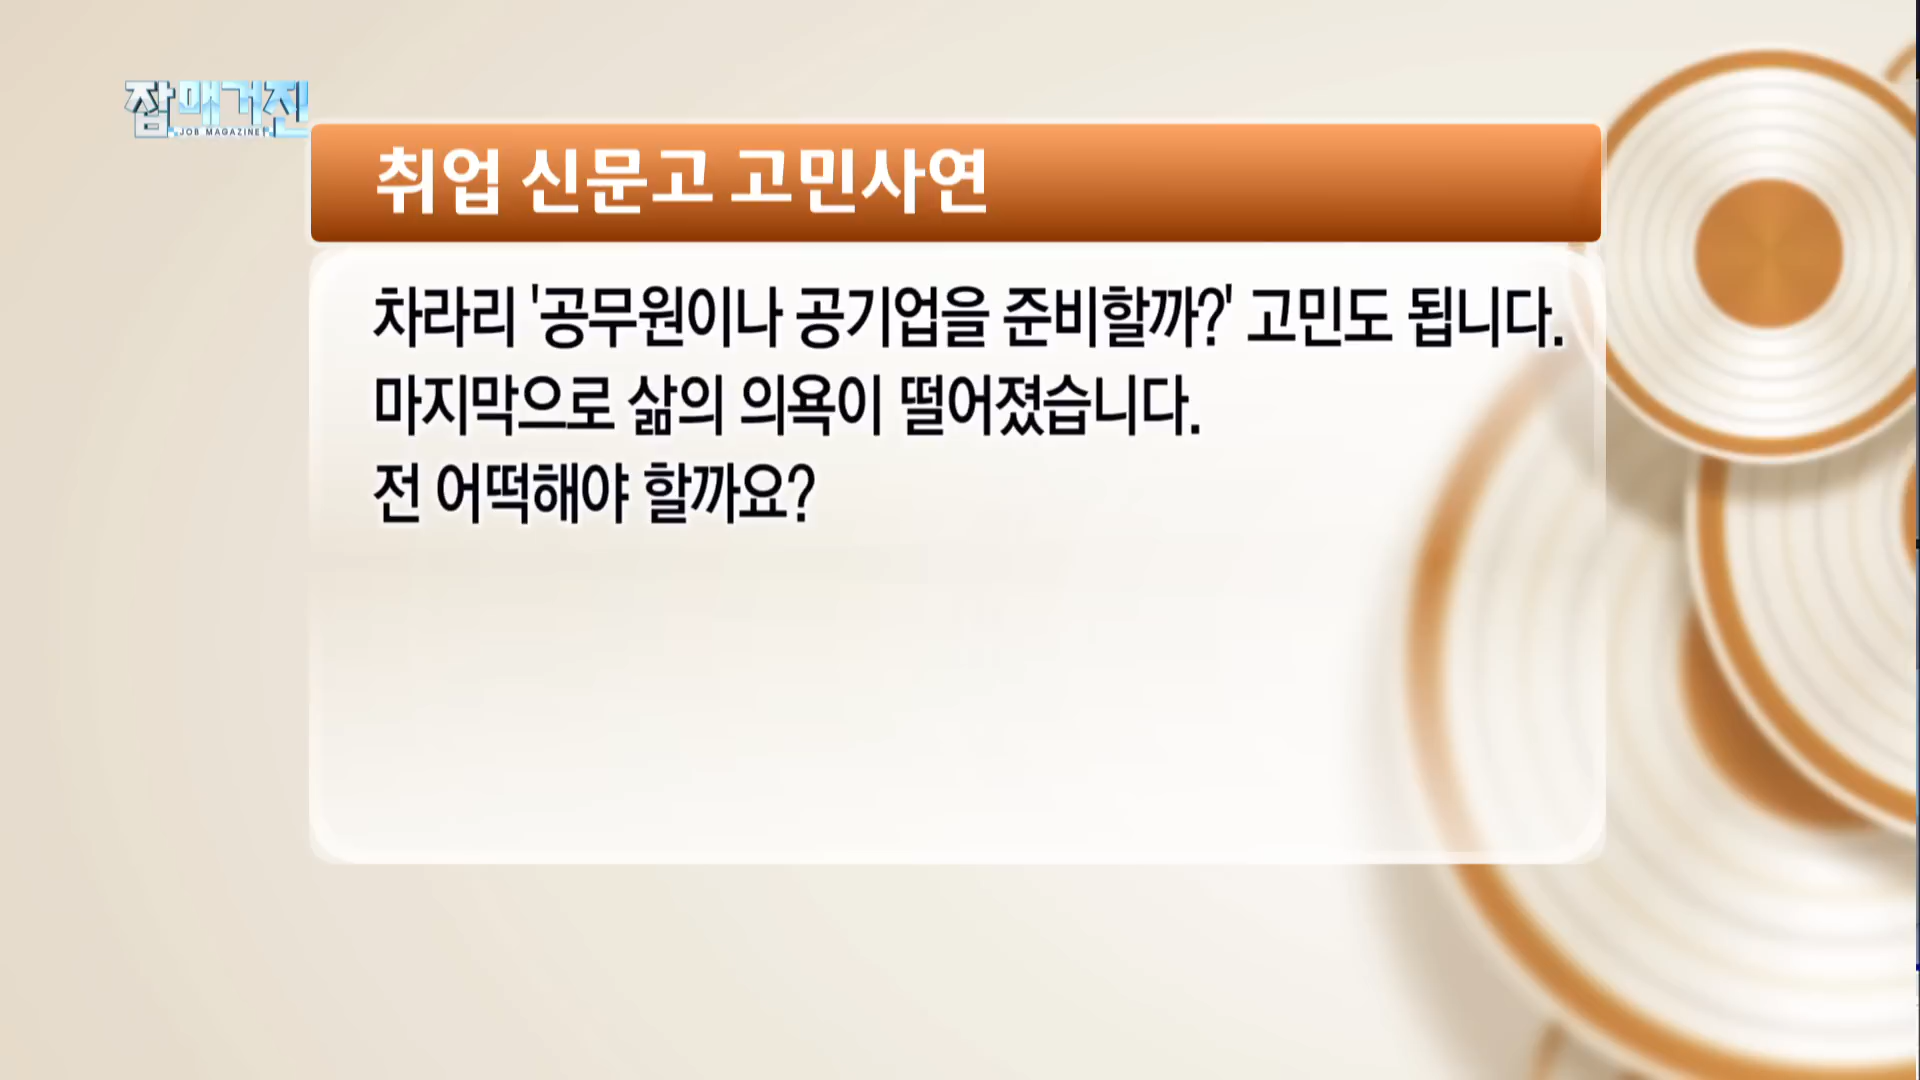 잡매거진
JOB MAGAZINE
취업 신문고 고민사연
차라리 '공무원이나 공기업을 준비할까?' 고민도 됩니다.
마지막으로 삶의 의욕이 떨어졌습니다.
전 어떡해야 할까요?